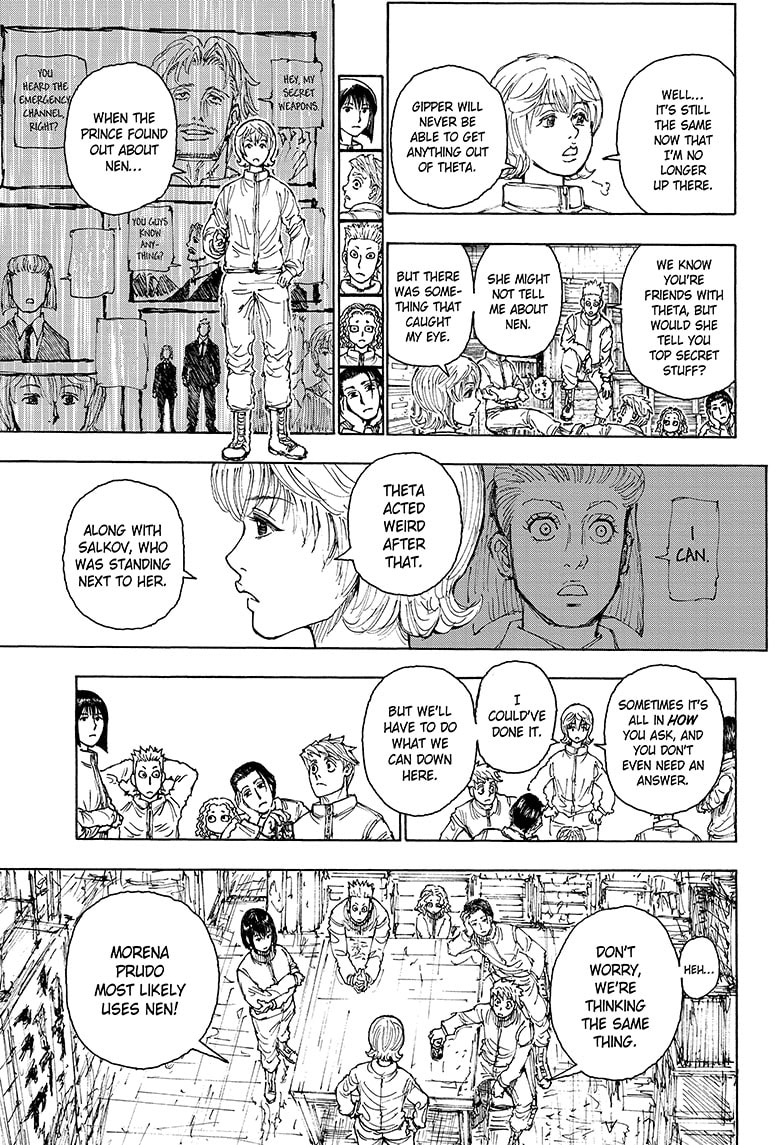 WELL...
IT'S STILL
THE SAME
NOW THAT
I'M NO
LONGER
UP THERE.
GIPPER WILL
NEVER BE
ABLE TO GET
ANYTHING OUT
OF THETA.
WE KNOW
YOU'RE
FRIENDS WITH
THETA, BUT
WOULD SHE
TELL YOU
TOP SECRET
STUFF?
SHE MIGHT
NOT TELL
ME ABOUT
NEN.
BUT THERE
WAS SOME-
THING THAT
CAUGHT
MY EYE.
HEY, MY
SECRET
WEAPONS.
YOU
HEARD THE
EMERGENCY
CHANNEL,
RIGHT?
WHEN THE
PRINCE FOUND
OUT ABOUT
NEN...
YOU GUYS
KNOW
ANY-
THING?
I
CAN.
THETA
ACTED
WEIRD
AFTER
THAT.
ALONG WITH
SALKOV, WHO
WAS STANDING
NEXT TO HER.
SOMETIMES IT'S
ALL IN HOW
YOU ASK, AND
YOU DON'T
EVEN NEED AN
ANSWER.
I
COULD'VE
DONE IT.
BUT WE'LL
HAVE TO DO
WHAT WE
CAN DOWN
HERE.
HEH...
DON'T
WORRY,
WE'RE
THINKING
THE SAME
THING.
MORENA
PRUDO
MOST LIKELY
USES NEN!